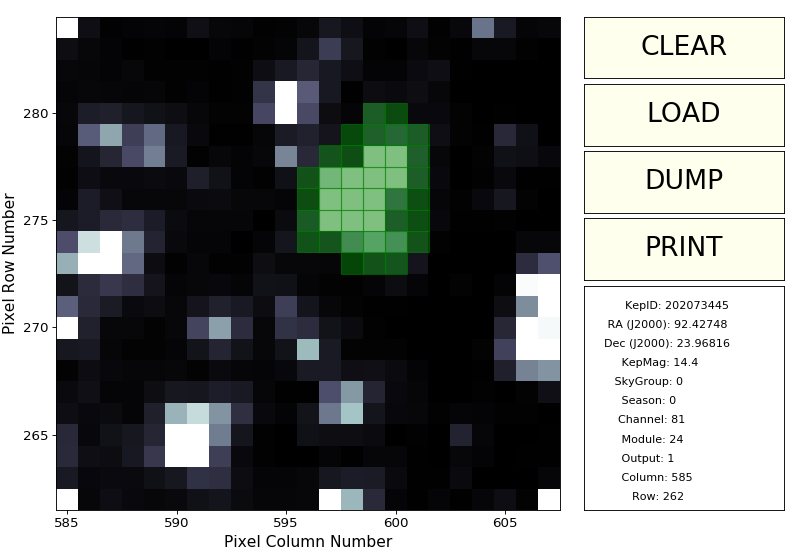 CLEAR
LOAD
DUMP
PRINT
280
275
270
265
Pixel Row Number
585 590 595 600 605
Pixel Column Number
KepID: 202073445
RA (J2000): 92.42748
Dec (J2000): 23.96816
KepMag: 14.4
SkyGroup: 0
Season: 0
Channel: 81
Module: 24
Output: 1
Column: 585
Row: 262